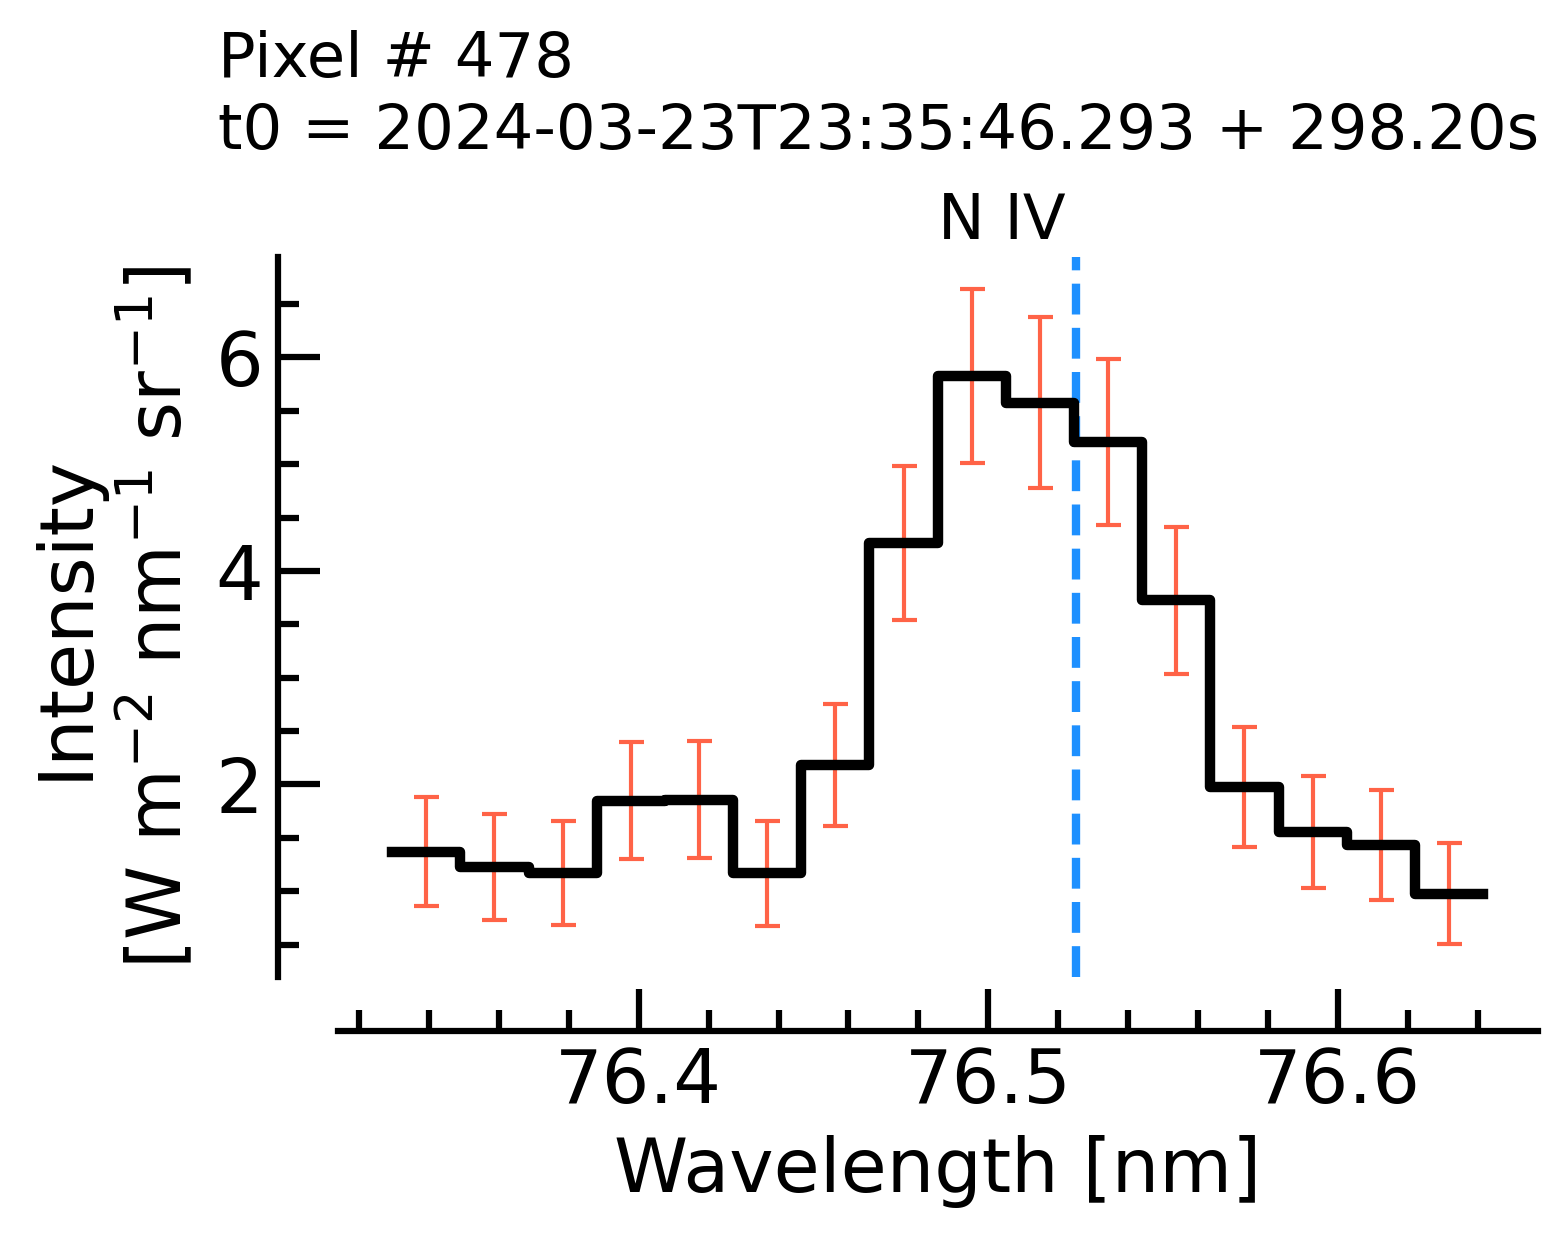 Pixel # 478
t0 = 2024-03-23T23:35:46.293 + 298.20s
N IV
Intensity
[W m⁻² nm⁻¹ sr⁻¹]
6
4
2
76.4 76.5 76.6
Wavelength [nm]